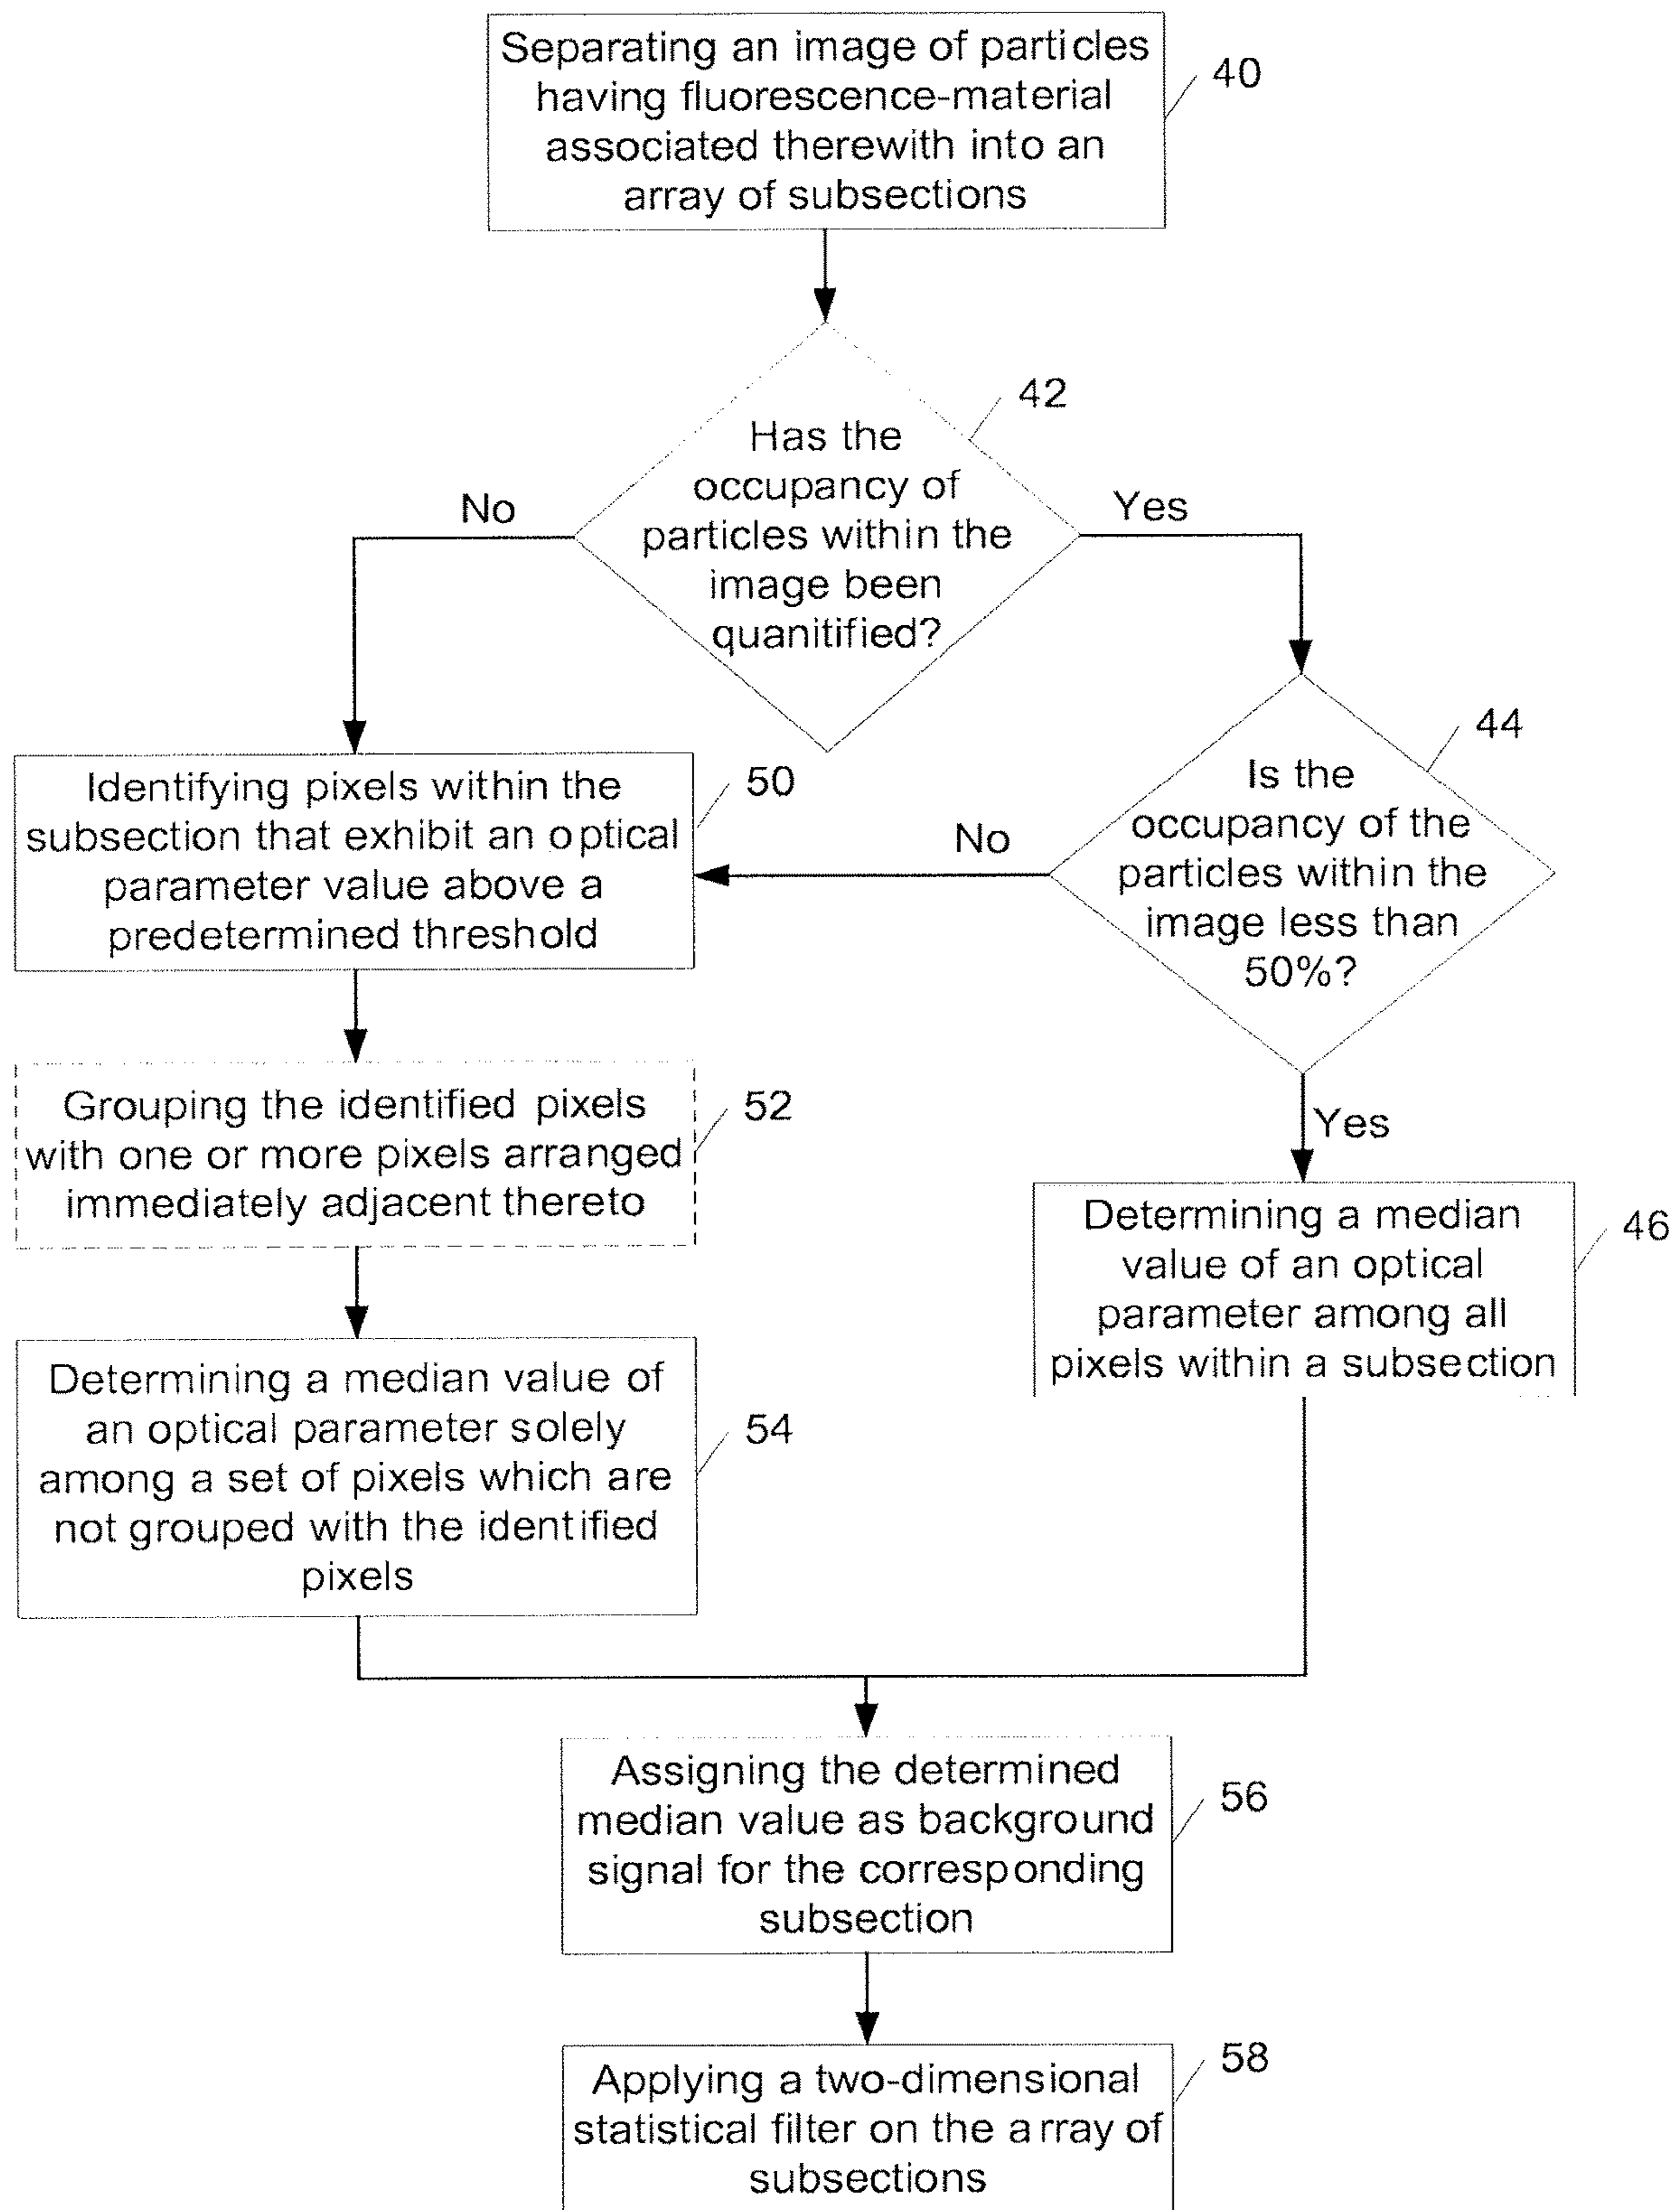 Separating an image of particles
having fluorescence-material
associated therewith into an
array of subsections
40
42
Has the
occupancy of
particles within the
image been
quanitified?
No
Yes
44
Is the
occupancy of the
particles within the
image less than
50%?
No
Yes
50
Identifying pixels within the
subsection that exhibit an optical
parameter value above a
predetermined threshold
52
Grouping the identified pixels
with one or more pixels arranged
immediately adjacent thereto
46
Determining a median
value of an optical
parameter among all
pixels within a subsection
54
Determining a median value of
an optical parameter solely
among a set of pixels which are
not grouped with the identified
pixels
56
Assigning the determined
median value as background
signal for the corresponding
subsection
58
Applying a two-dimensional
statistical filter on the array of
subsections